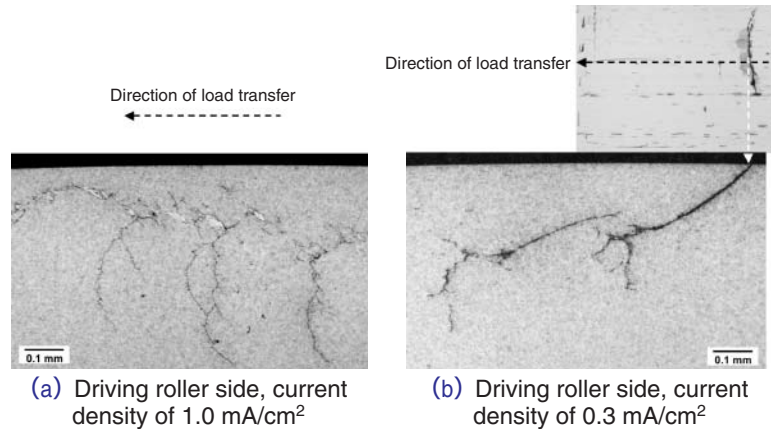 Direction of load transfer
Direction of load transfer
0.1 mm
0.1 mm
(a) Driving roller side, current
density of 1.0 mA/cm²
(b) Driving roller side, current
density of 0.3 mA/cm²